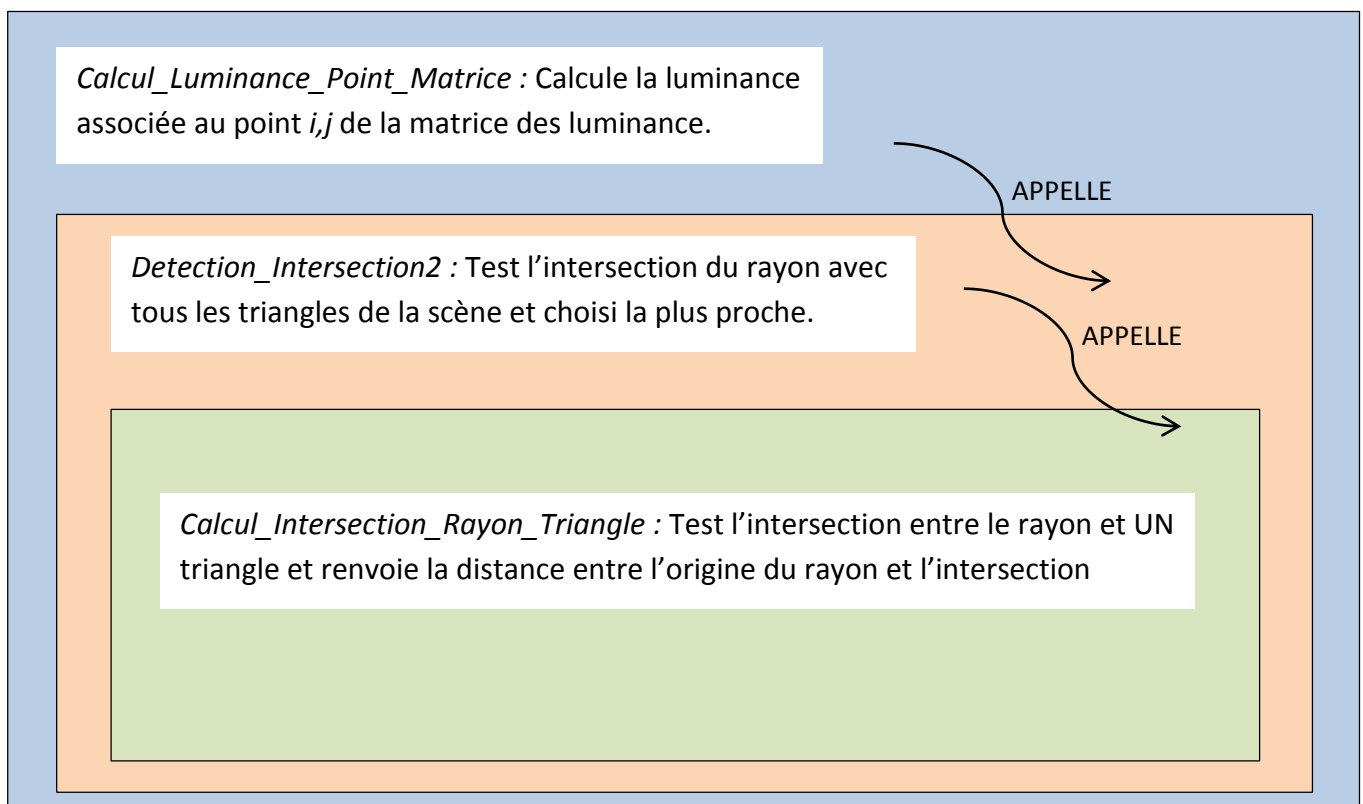 Calcul_Luminance_Point_Matrice : Calcule la luminance
associée au point i,j de la matrice des luminance.
APPELLE
Detection_Intersection2 : Test l’intersection du rayon avec
tous les triangles de la scène et choisi la plus proche.
APPELLE
Calcul_Intersection_Rayon_Triangle : Test l’intersection entre le rayon et UN
triangle et renvoie la distance entre l’origine du rayon et l’intersection